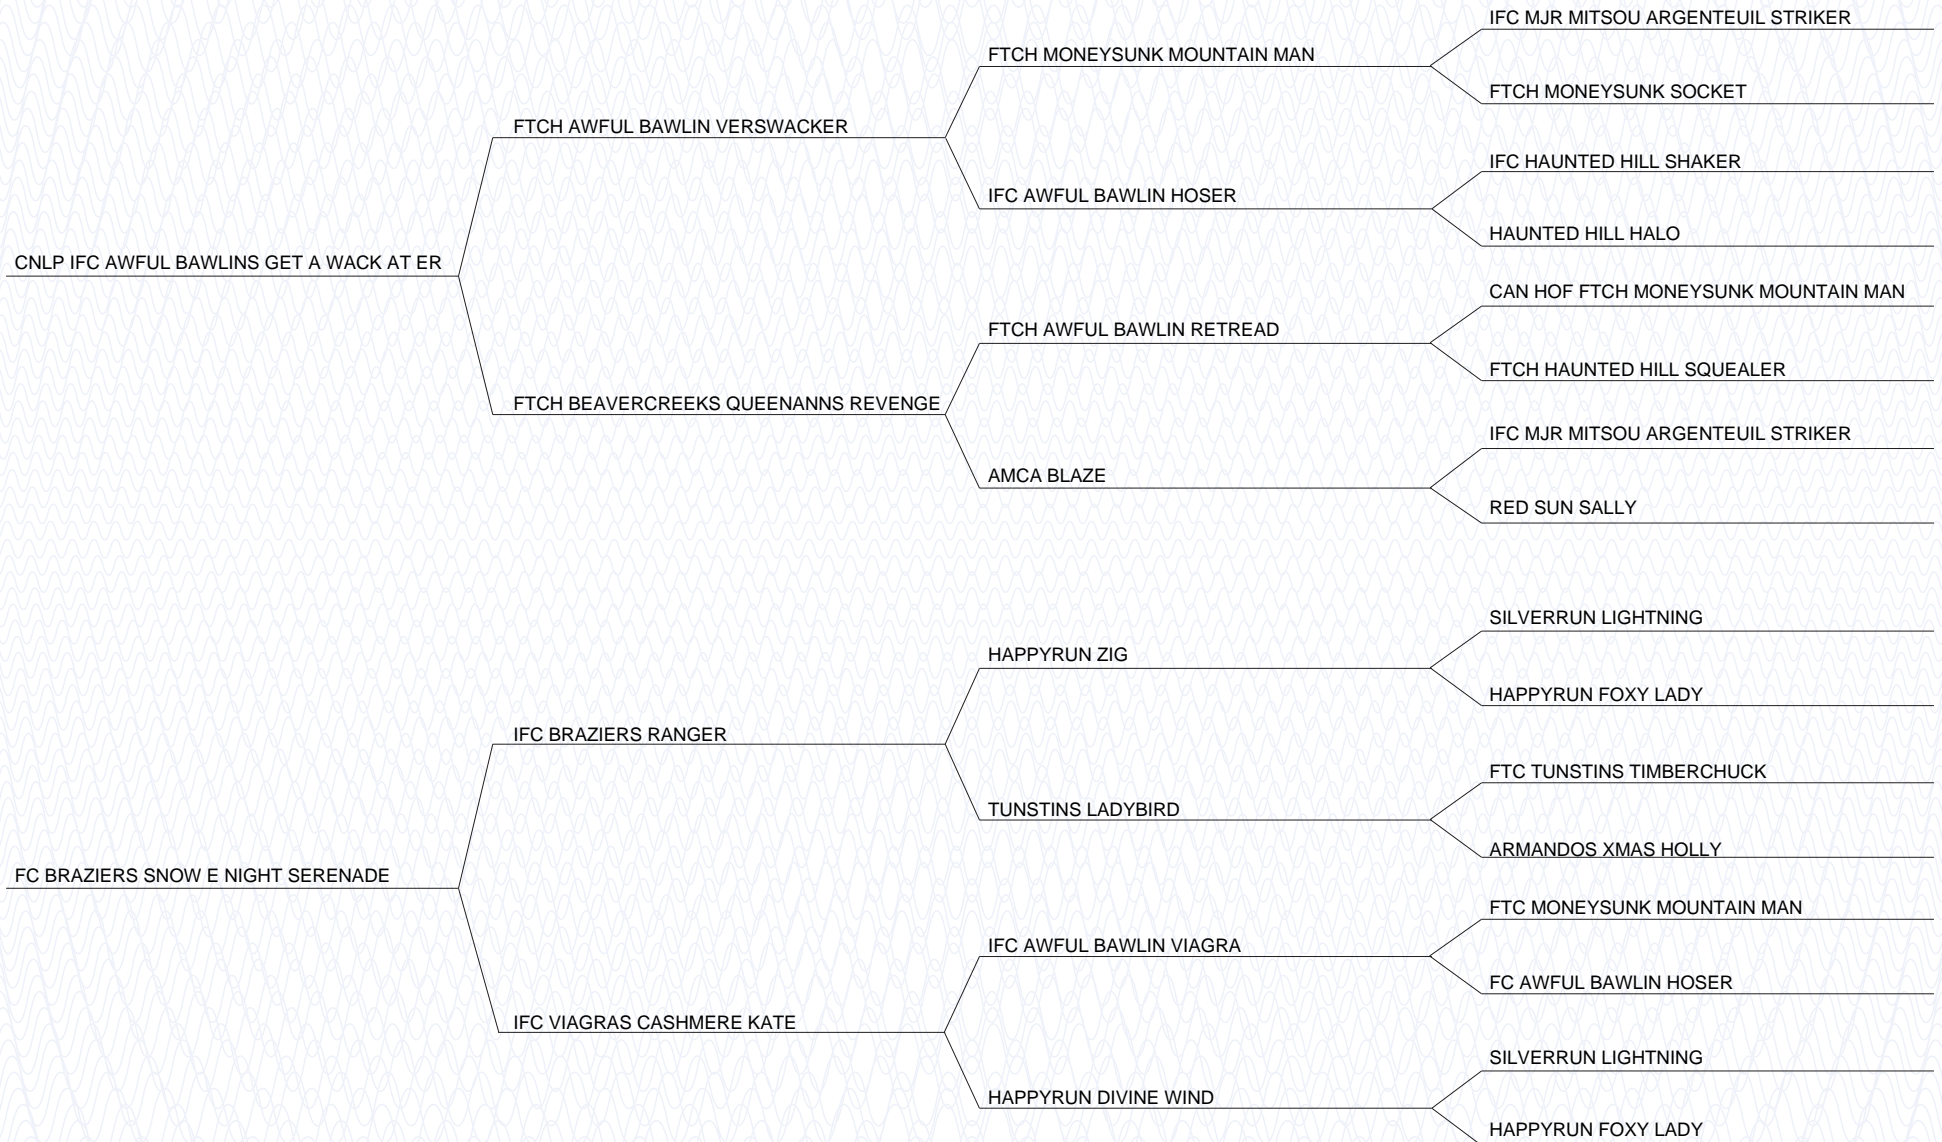 IFC MJR MITSOU ARGENTEUIL STRIKER
FTCH MONEYSUNK MOUNTAIN MAN
FTCH MONEYSUNK SOCKET
FTCH AWFUL BAWLIN VERSWACKER
IFC HAUNTED HILL SHAKER
IFC AWFUL BAWLIN HOSER
HAUNTED HILL HALO
CNLP IFC AWFUL BAWLINS GET A WACK AT ER
CAN HOF FTCH MONEYSUNK MOUNTAIN MAN
FTCH AWFUL BAWLIN RETREAD
FTCH HAUNTED HILL SQUEALER
FTCH BEAVERCREEKS QUEENANNS REVENGE
IFC MJR MITSOU ARGENTEUIL STRIKER
AMCA BLAZE
RED SUN SALLY
SILVERRUN LIGHTNING
HAPPYRUN ZIG
HAPPYRUN FOXY LADY
IFC BRAZIERS RANGER
FTC TUNSTINS TIMBERCHUCK
TUNSTINS LADYBIRD
ARMANDOS XMAS HOLLY
FC BRAZIERS SNOW E NIGHT SERENADE
FTC MONEYSUNK MOUNTAIN MAN
IFC AWFUL BAWLIN VIAGRA
FC AWFUL BAWLIN HOSER
IFC VIAGRAS CASHMERE KATE
SILVERRUN LIGHTNING
HAPPYRUN DIVINE WIND
HAPPYRUN FOXY LADY